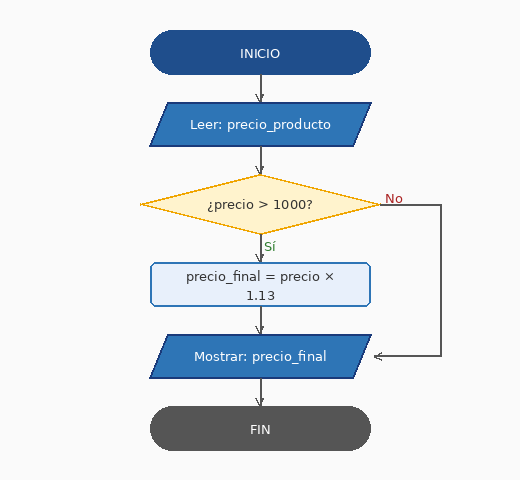 INICIO
Leer: precio_producto
¿precio > 1000?
No
Sí
precio_final = precio ×
1.13
Mostrar: precio_final
FIN